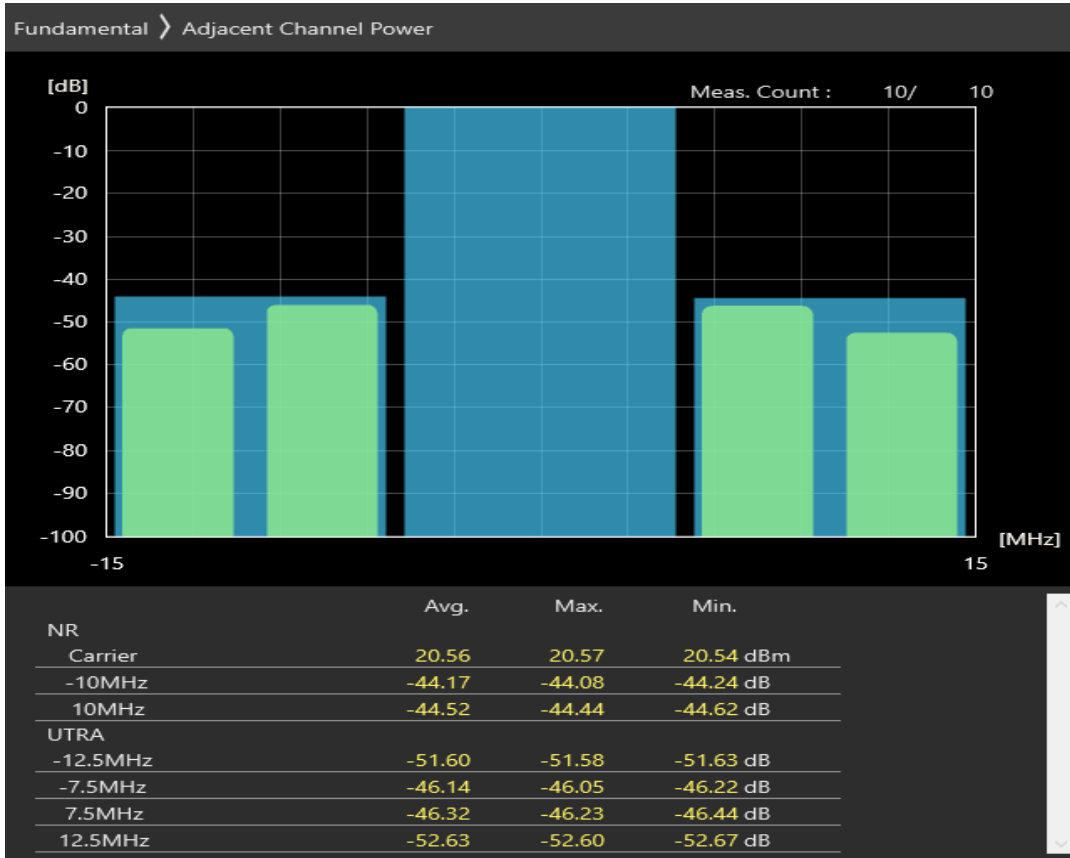 Fundamental ❯ Adjacent Channel Power
[dB]
Meas. Count : 10/ 10
0
-10
-20
-30
-40
-50
-60
-70
-80
-90
-100
[MHz]
-15 15
Avg. Max. Min.
NR
Carrier 20.56 20.57 20.54 dBm
-10MHz -44.17 -44.08 -44.24 dB
10MHz -44.52 -44.44 -44.62 dB
UTRA
-12.5MHz -51.60 -51.58 -51.63 dB
-7.5MHz -46.14 -46.05 -46.22 dB
7.5MHz -46.32 -46.23 -46.44 dB
12.5MHz -52.63 -52.60 -52.67 dB